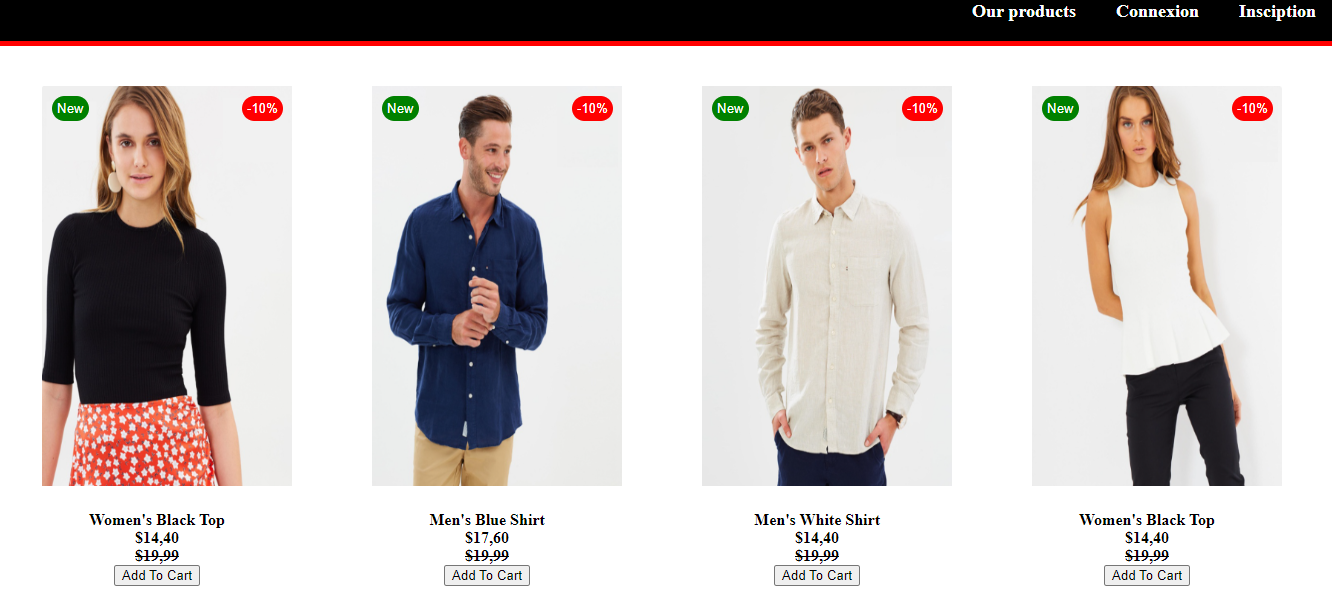 Our products Connexion Insciption
New -10% New -10% New -10% New -10%
Women's Black Top Men's Blue Shirt Men's White Shirt Women's Black Top
$14,40 $17,60 $14,40 $14,40
$19,99 $19,99 $19,99 $19,99
Add To Cart Add To Cart Add To Cart Add To Cart